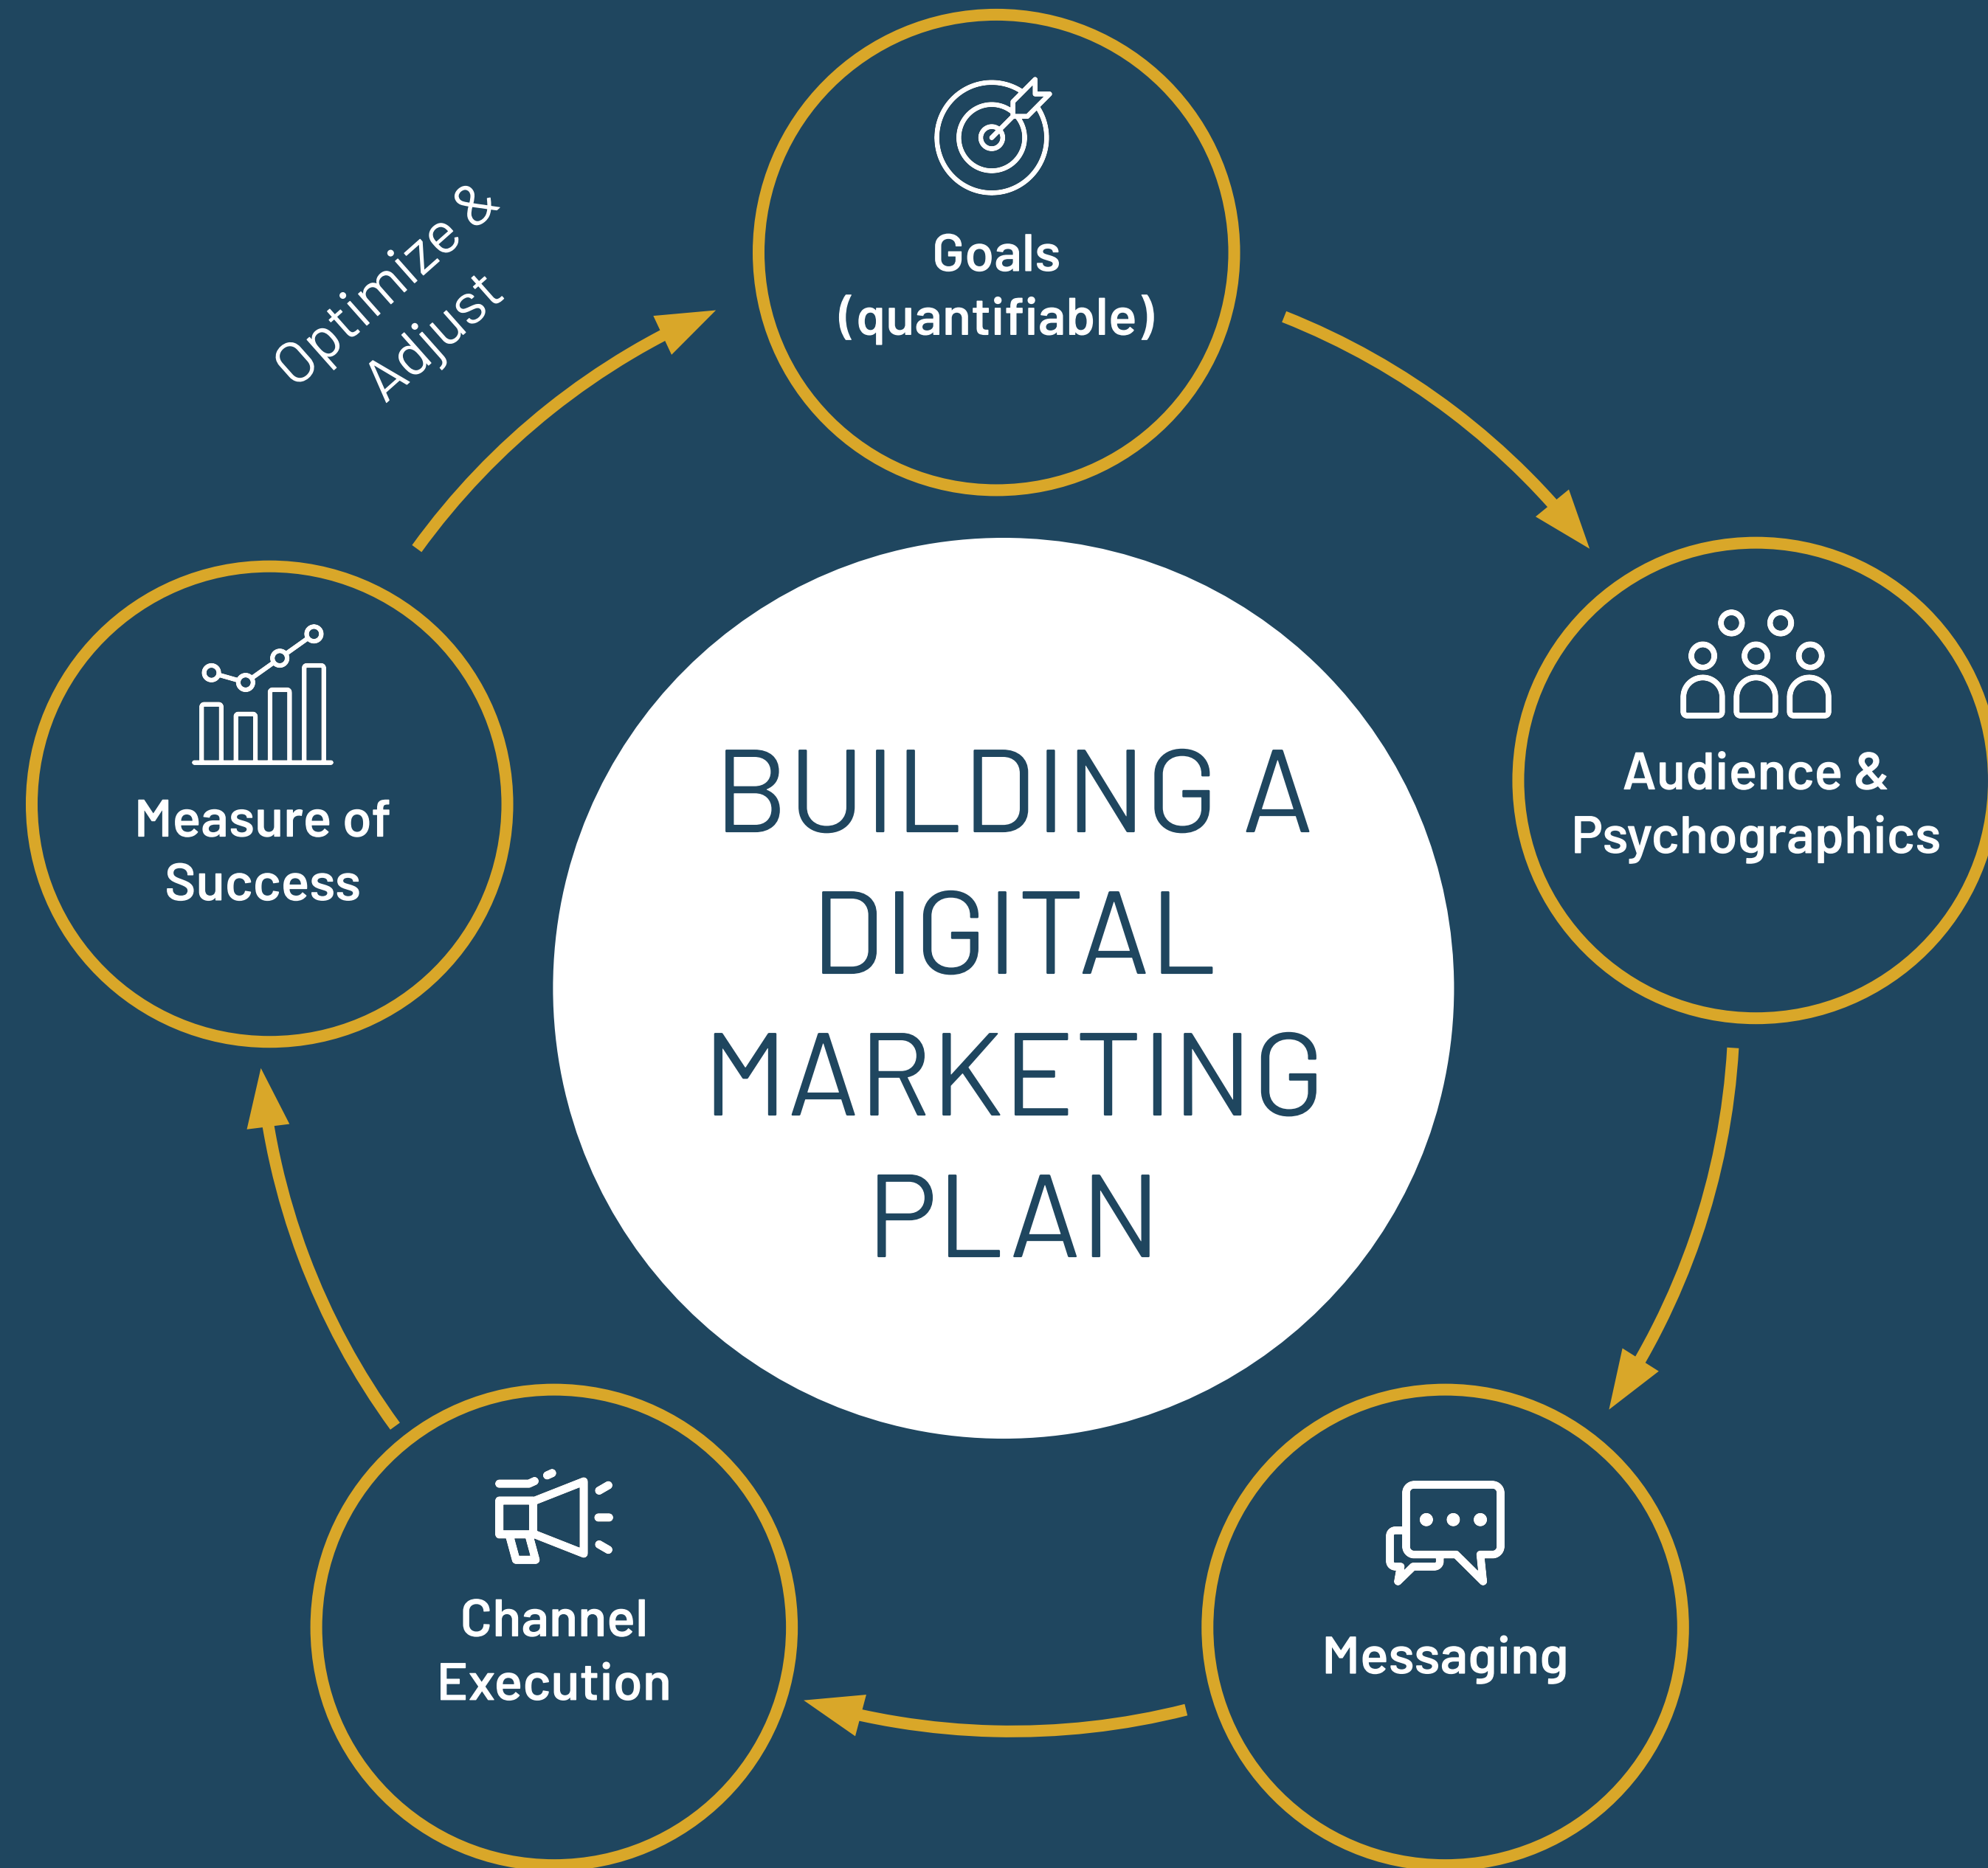 Goals
(quantifiable)
Optimize &
Adjust
Audience &
Psychographics
Measure of
Success
BUILDING A
DIGITAL
MARKETING
PLAN
Channel
Execution
Messaging